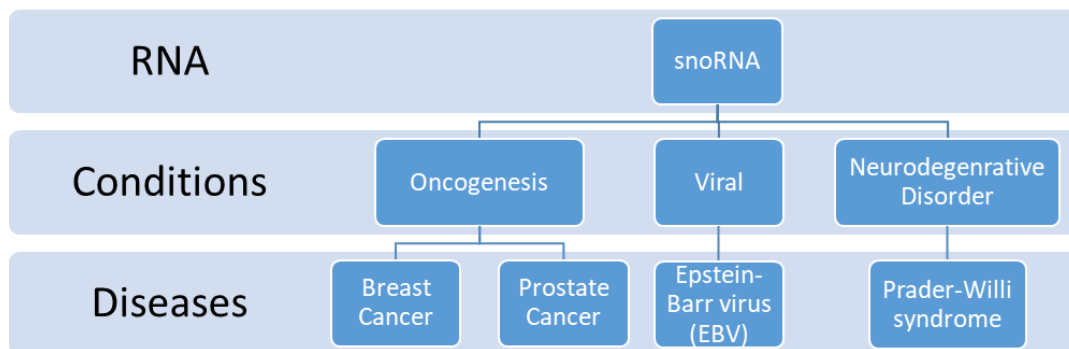 RNA
snoRNA
Conditions
Oncogenesis
Viral
Neurodegenrative
Disorder
Diseases
Breast
Cancer
Prostate
Cancer
Epstein-
Barr virus
(EBV)
Prader-Willi
syndrome